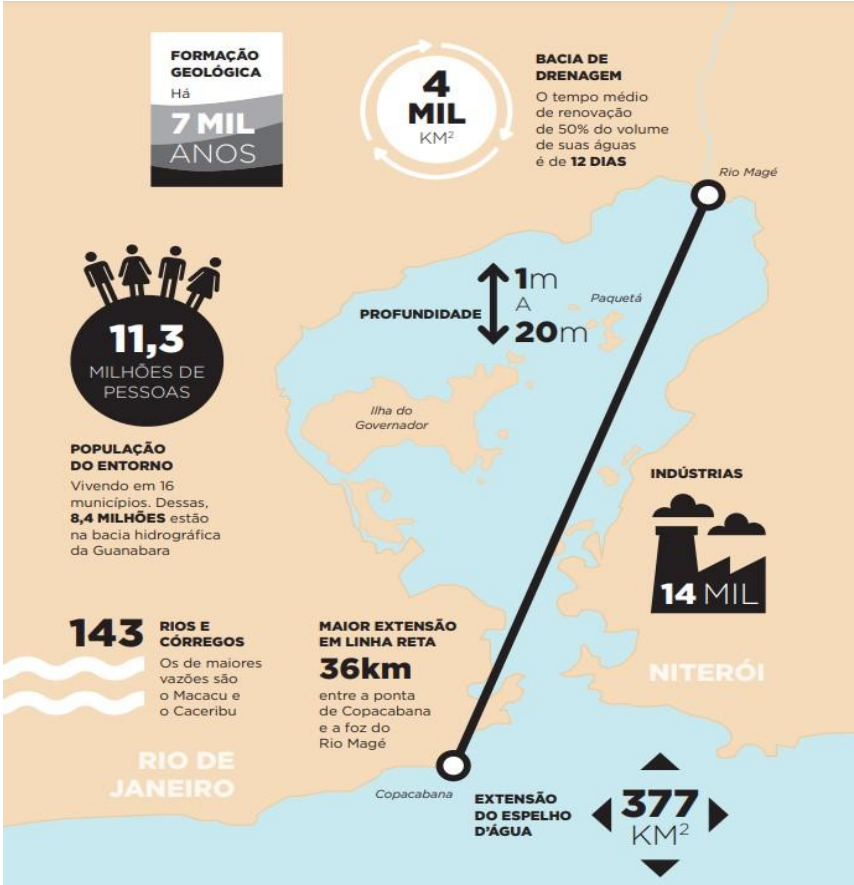 FORMAÇÃO
GEOLÓGICA
Há
7 MIL
ANOS
4
MIL
KM²
BACIA DE
DRENAGEM
O tempo médio
de renovação
de 50% do volume
de suas águas
é de 12 DIAS
Rio Magé
PROFUNDIDADE
1m
A
20m
Paquetá
11,3
MILHÕES DE
PESSOAS
POPULAÇÃO
DO ENTORNO
Vivendo em 16
municípios. Dessas,
8,4 MILHÕES estão
na bacia hidrográfica
da Guanabara
Ilha do
Governador
INDÚSTRIAS
14 MIL
143
RIOS E
CÓRREGOS
Os de maiores
vazões são
o Macacu e
o Caceribu
MAIOR EXTENSÃO
EM LINHA RETA
36km
entre a ponta
de Copacabana
e a foz do
Rio Magé
NITERÓI
RIO DE
JANEIRO
Copacabana
EXTENSÃO
DO ESPELHO
D'ÁGUA
377
KM²